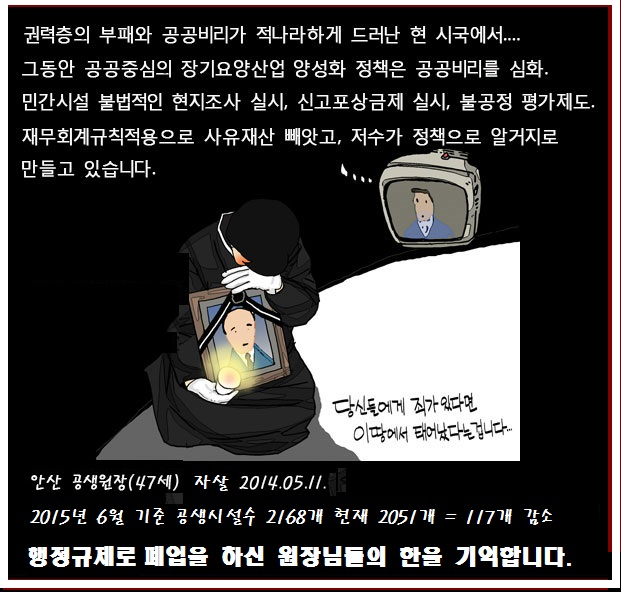 권력층의 부패와 공공비리가 적나라하게 드러난 현 시국에서....
그동안 공공중심의 장기요양산업 양성화 정책은 공공비리를 심화.
민간시설 불법적인 현지조사 실시, 신고포상금제 실시, 불공정 평가제도.
재무회계규칙적용으로 사유재산 빼앗고, 저수가 정책으로 알거지로
만들고 있습니다.
당신들에게 죄가 있다면
이땅에서 태어났다는겁니다...
안산 공생원장(47세) 자살 2014.05.11.
2015년 6월 기준 공생시설수 2168개 현재 2051개 = 117개 감소
행정규제로 폐업을 하신 원장님들의 한을 기억합니다.